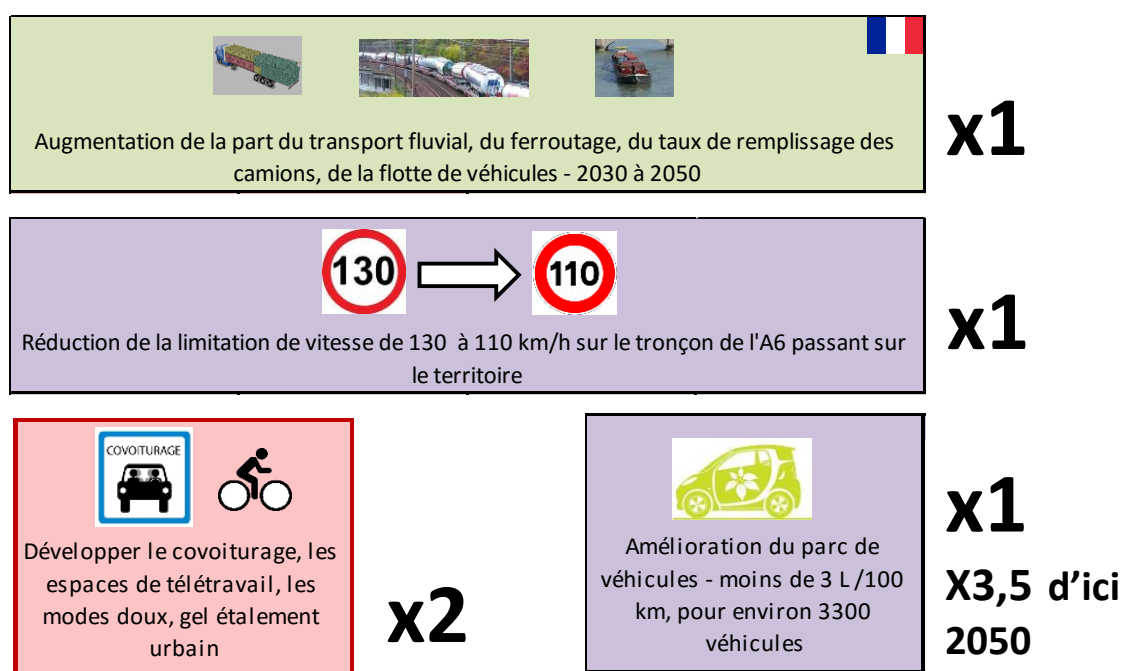 Augmentation de la part du transport fluvial, du ferroutage, du taux de remplissage des
camions, de la flotte de véhicules - 2030 à 2050
x1
130
110
Réduction de la limitation de vitesse de 130 à 110 km/h sur le tronçon de l'A6 passant sur
le territoire
x1
COVOITURAGE
Développer le covoiturage, les
espaces de télétravail, les
modes doux, gel étalement
urbain
x2
Amélioration du parc de
véhicules - moins de 3 L /100
km, pour environ 3300
véhicules
x1
X3,5 d’ici
2050